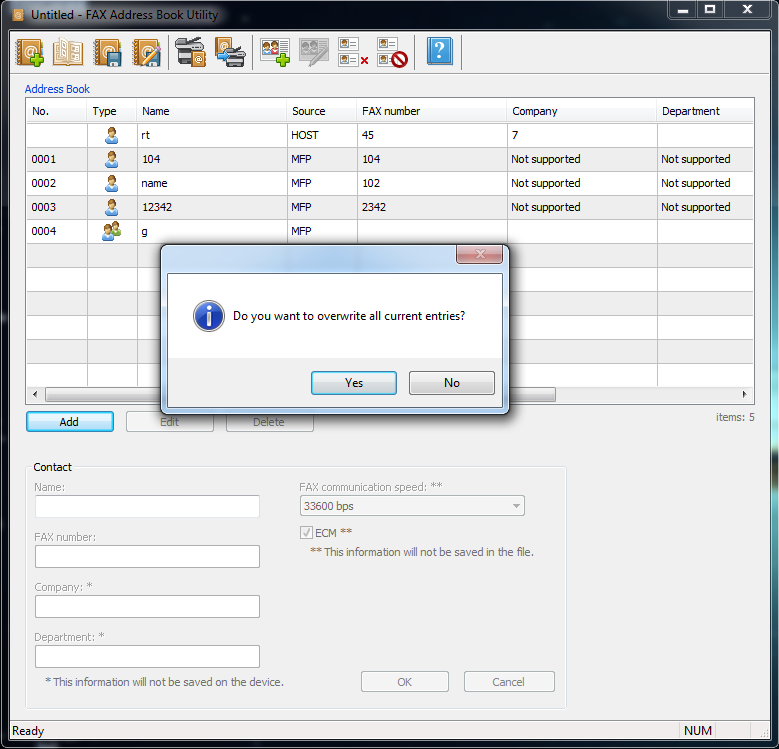 Untitled - FAX Address Book Utility
Address Book
No. Type Name Source FAX number Company Department
rt HOST 45 7
0001 104 MFP 104 Not supported Not supported
0002 name MFP 102 Not supported Not supported
0003 12342 MFP 2342 Not supported Not supported
0004 g MFP
Do you want to overwrite all current entries?
Yes No
Add Edit Delete
items: 5
Contact
Name:
FAX communication speed: **
33600 bps
FAX number:
ECM **
** This information will not be saved in the file.
Company: *
Department: *
* This information will not be saved on the device.
OK Cancel
Ready NUM